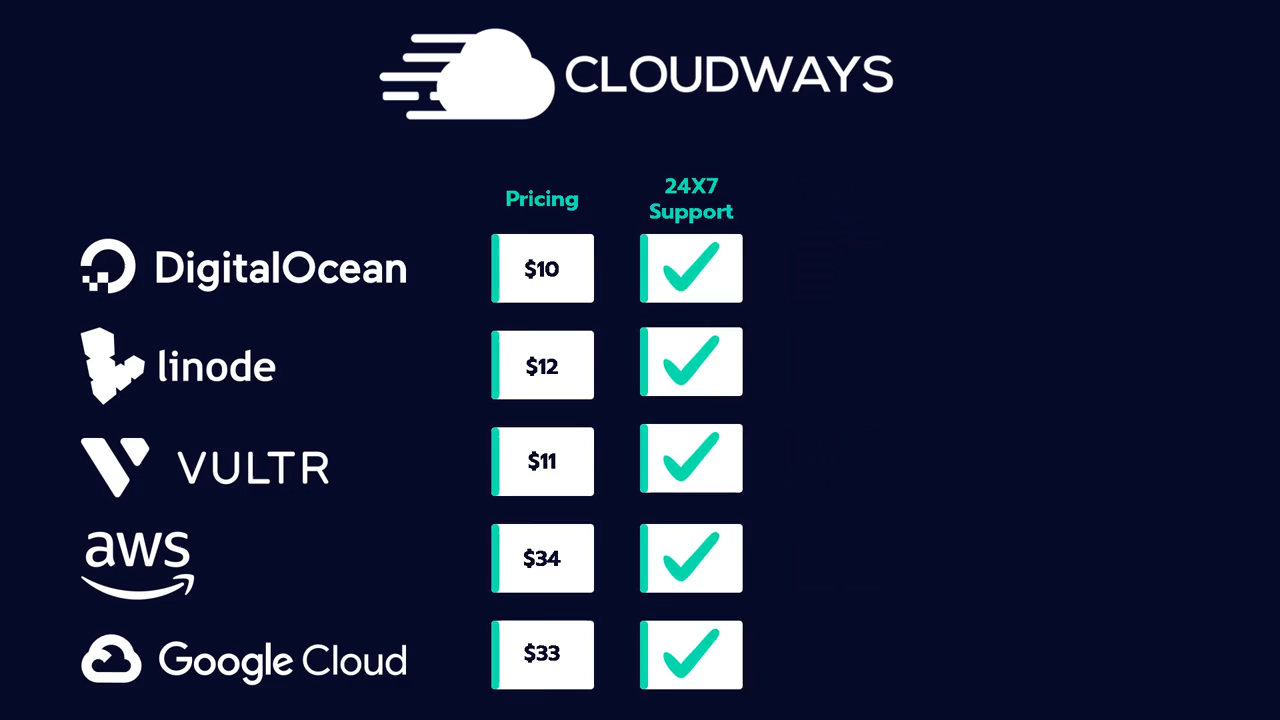 CLOUDWAYS
Pricing
24X7
Support
DigitalOcean
$10
linode
$12
VULTR
$11
aws
$34
Google Cloud
$33